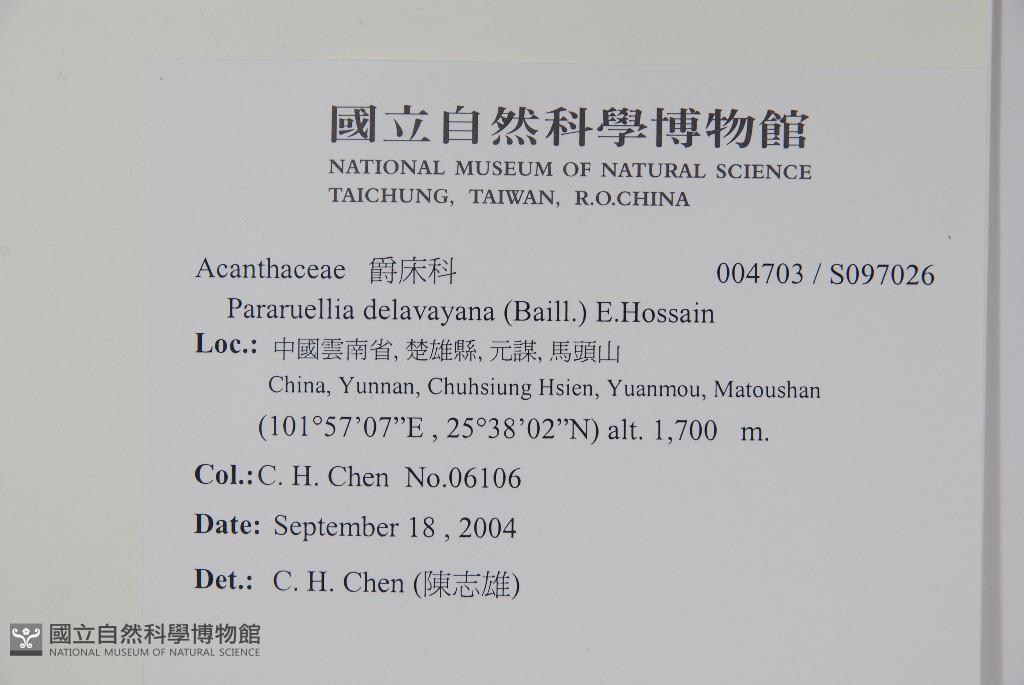 國立自然科學博物館
NATIONAL MUSEUM OF NATURAL SCIENCE
TAICHUNG, TAIWAN, R.O.CHINA
Acanthaceae 爵床科 004703 / S097026
Pararuellia delavayana (Baill.) E.Hossain
Loc.: 中國雲南省, 楚雄縣, 元謀, 馬頭山
China, Yunnan, Chuhsiung Hsien, Yuanmou, Matoushan
(101°57’07”E , 25°38’02”N) alt. 1,700 m.
Col.: C. H. Chen No.06106
Date: September 18 , 2004
Det.: C. H. Chen (陳志雄)
國立自然科學博物館
NATIONAL MUSEUM OF NATURAL SCIENCE